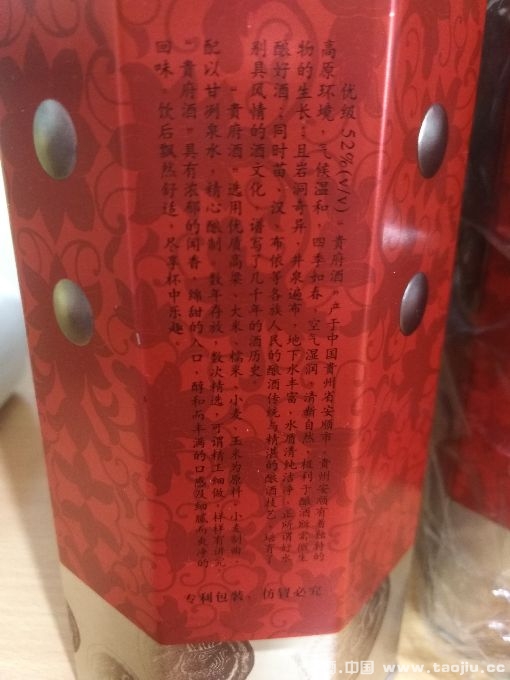 优级52%(v/v)“贵府酒”产于中国贵州省安顺市。贵州安顺有着独特的
高原环境，气候温和，四季如春，空气湿润，清新自然，极利于酿酒所需微生
物的生长；且岩洞奇异，井泉遍布，地下水丰富，水质清纯洁净，正所谓好水
酿好酒；同时苗、汉、布依等各族人民的酿酒传统与精湛的酿酒技艺，培育了
别具风情的酒文化，谱写了几千年的酒历史。
“贵府酒”选用优质高粱、大米、糯米、小麦、玉米为原料，小麦制曲，
配以甘冽泉水，精心酿制，数年存放，数次精选，可谓精工细做，样样有讲究
“贵府酒”具有浓郁的闻香，绵甜的入口，醇和而丰满的口感及细腻而爽净的
回味，饮后飘然舒适，尽享杯中乐趣。
专利包装、仿冒必究
.中国 www.taojiu.cc